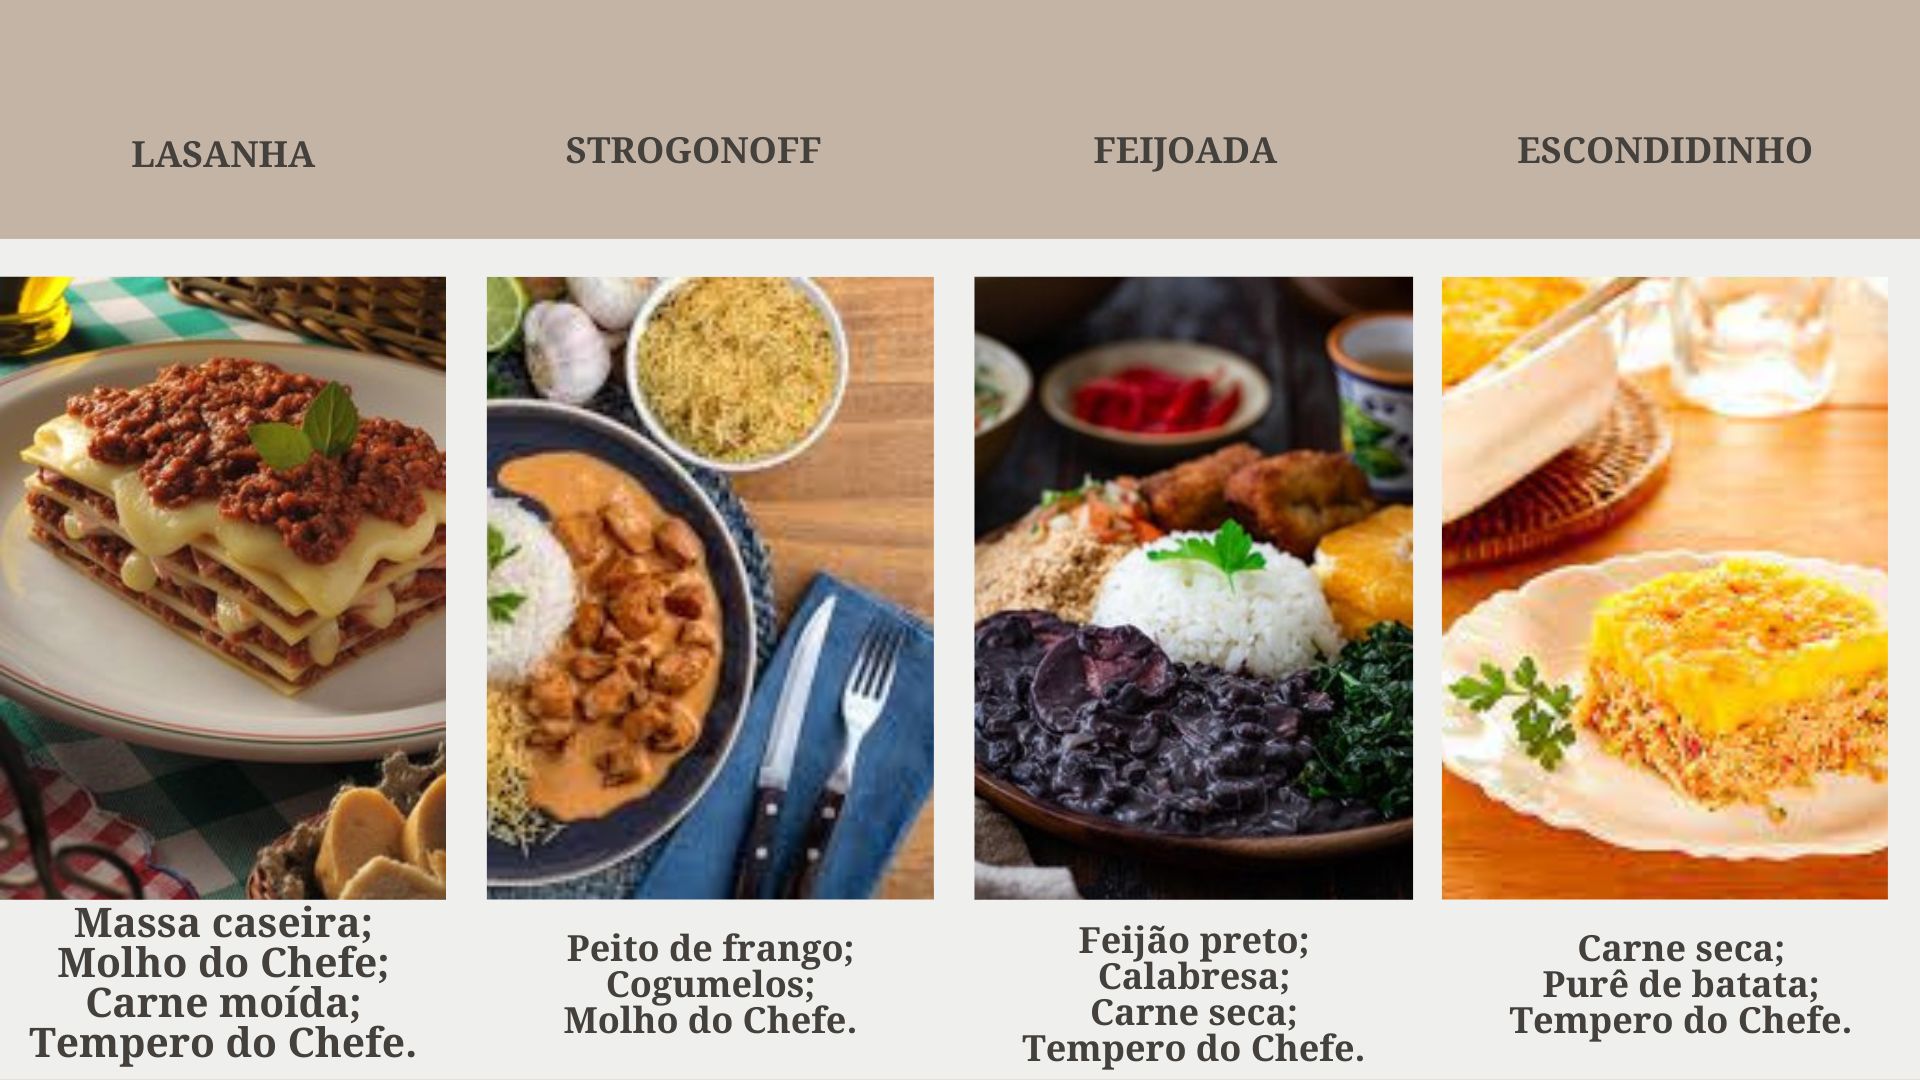 LASANHA
STROGONOFF
FEIJOADA
ESCONDIDINHO
Massa caseira;
Molho do Chefe;
Carne moída;
Tempero do Chefe.
Peito de frango;
Cogumelos;
Molho do Chefe.
Feijão preto;
Calabresa;
Carne seca;
Tempero do Chefe.
Carne seca;
Purê de batata;
Tempero do Chefe.